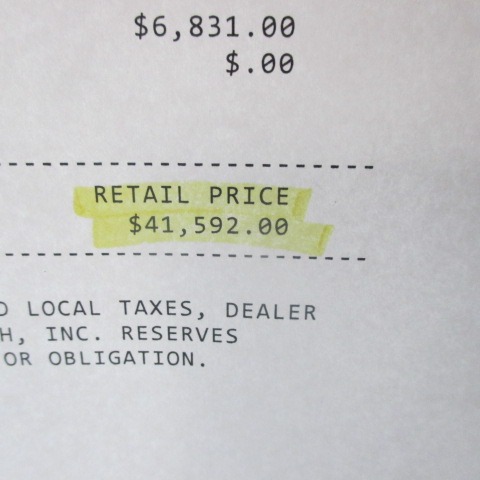 $6,831.00
$.00
RETAIL PRICE
$41,592.00
LOCAL TAXES, DEALER
INC. RESERVES
OR OBLIGATION.